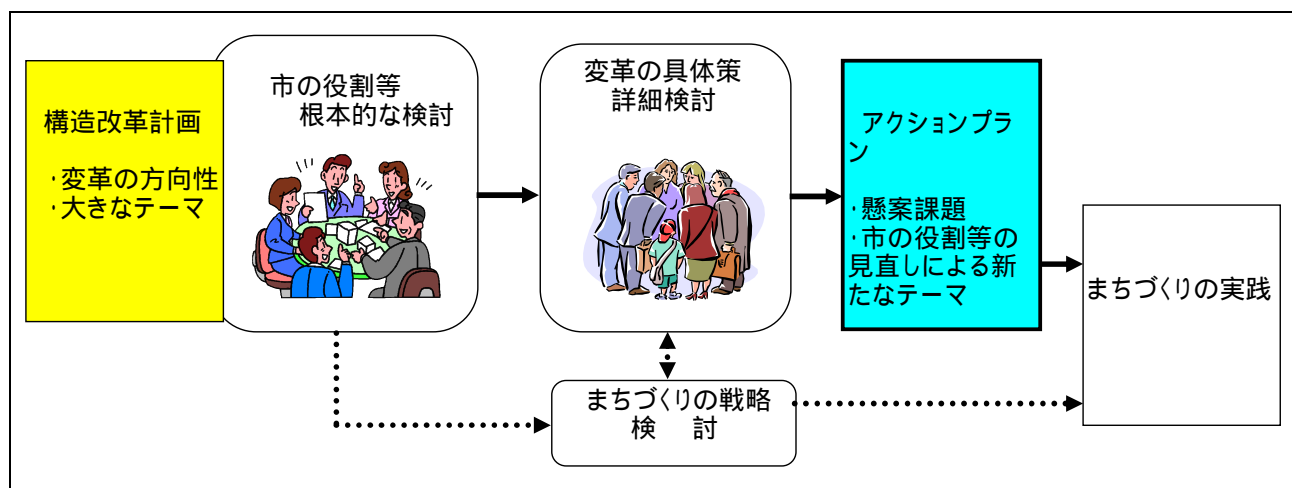 構造改革計画
・変革の方向性
・大きなテーマ
市の役割等
根本的な検討
変革の具体策
詳細検討
アクションプラ
ン
・懸案課題
・市の役割等の
見直しによる新
たなテーマ
まちづくりの実践
まちづくりの戦略
検 討